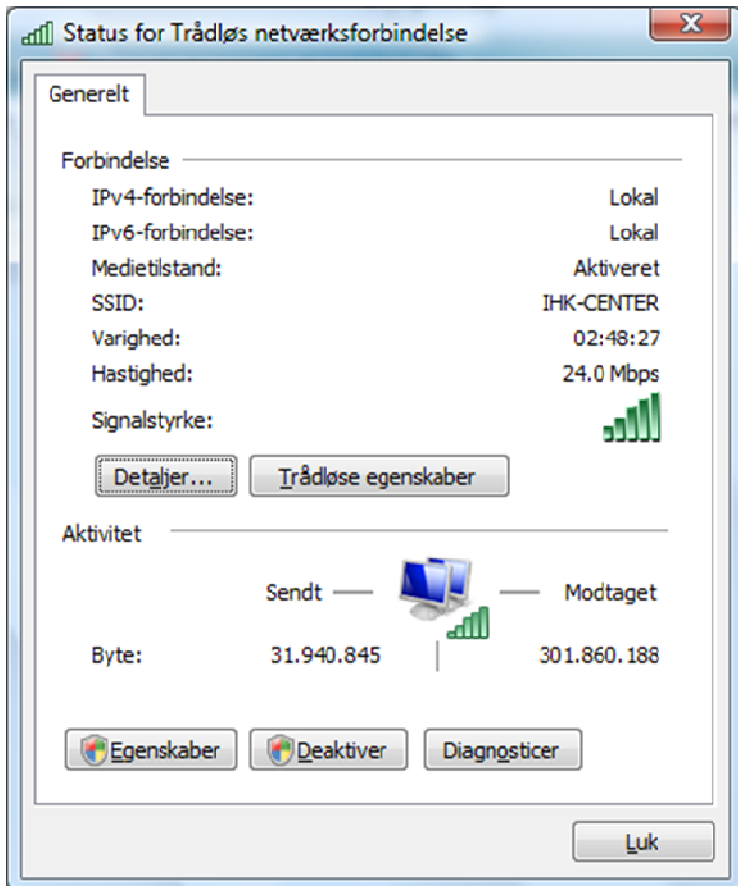 Status for Trådløs netværksforbindelse
Generelt
Forbindelse
IPv4-forbindelse: Lokal
IPv6-forbindelse: Lokal
Medietilstand: Aktiveret
SSID: IHK-CENTER
Varighed: 02:48:27
Hastighed: 24.0 Mbps
Signalstyrke:
Detaljer... Trådløse egenskaber
Aktivitet
Sendt Modtaget
Byte: 31.940.845 301.860.188
Egenskaber Deaktiver Diagnosticer
Luk